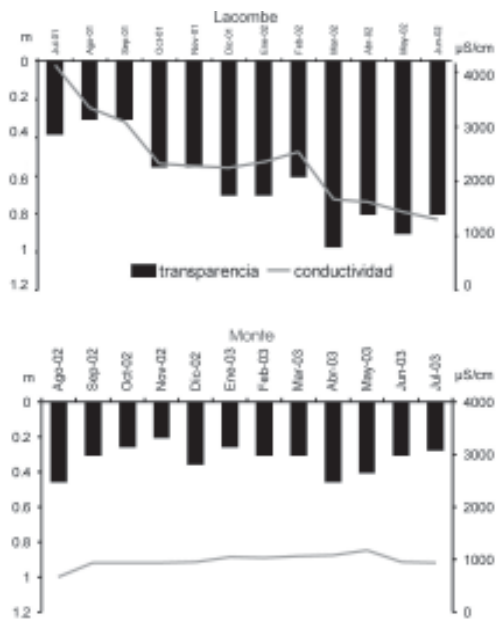 Lacombe
m
µS/cm
Jul-01 Ago-01 Sep-01 Oct-01 Nov-01 Dic-01 Ene-02 Feb-02 Mar-02 Abr-02 May-02 Jun-02
0
0.2
0.4
0.6
0.8
1
1.2
4000
3000
2000
1000
0
transparencia conductividad
Monte
m
µS/cm
Ago-02 Sep-02 Oct-02 Nov-02 Dic-02 Ene-03 Feb-03 Mar-03 Abr-03 May-03 Jun-03 Jul-03
0
0.2
0.4
0.6
0.8
1
1.2
4000
3000
2000
1000
0